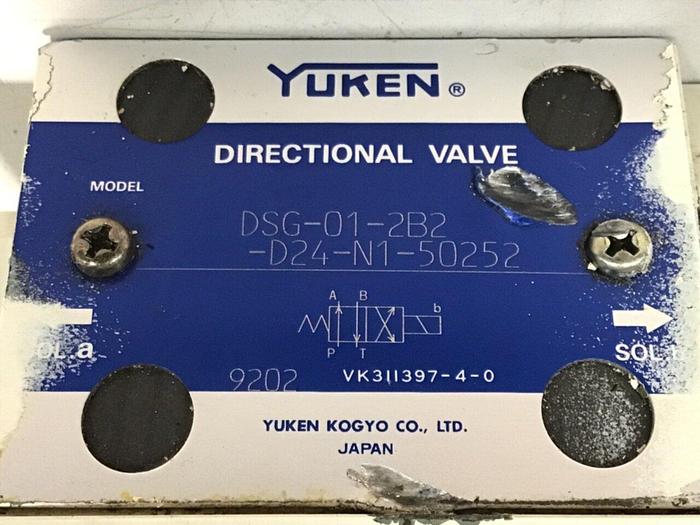 YUKEN®
DIRECTIONAL VALVE
MODEL
DSG-01-2B2
-D24-N1-50252
A B
b
P T
OL.a
SOL.
9202 VK311397-4-0
YUKEN KOGYO CO., LTD.
JAPAN